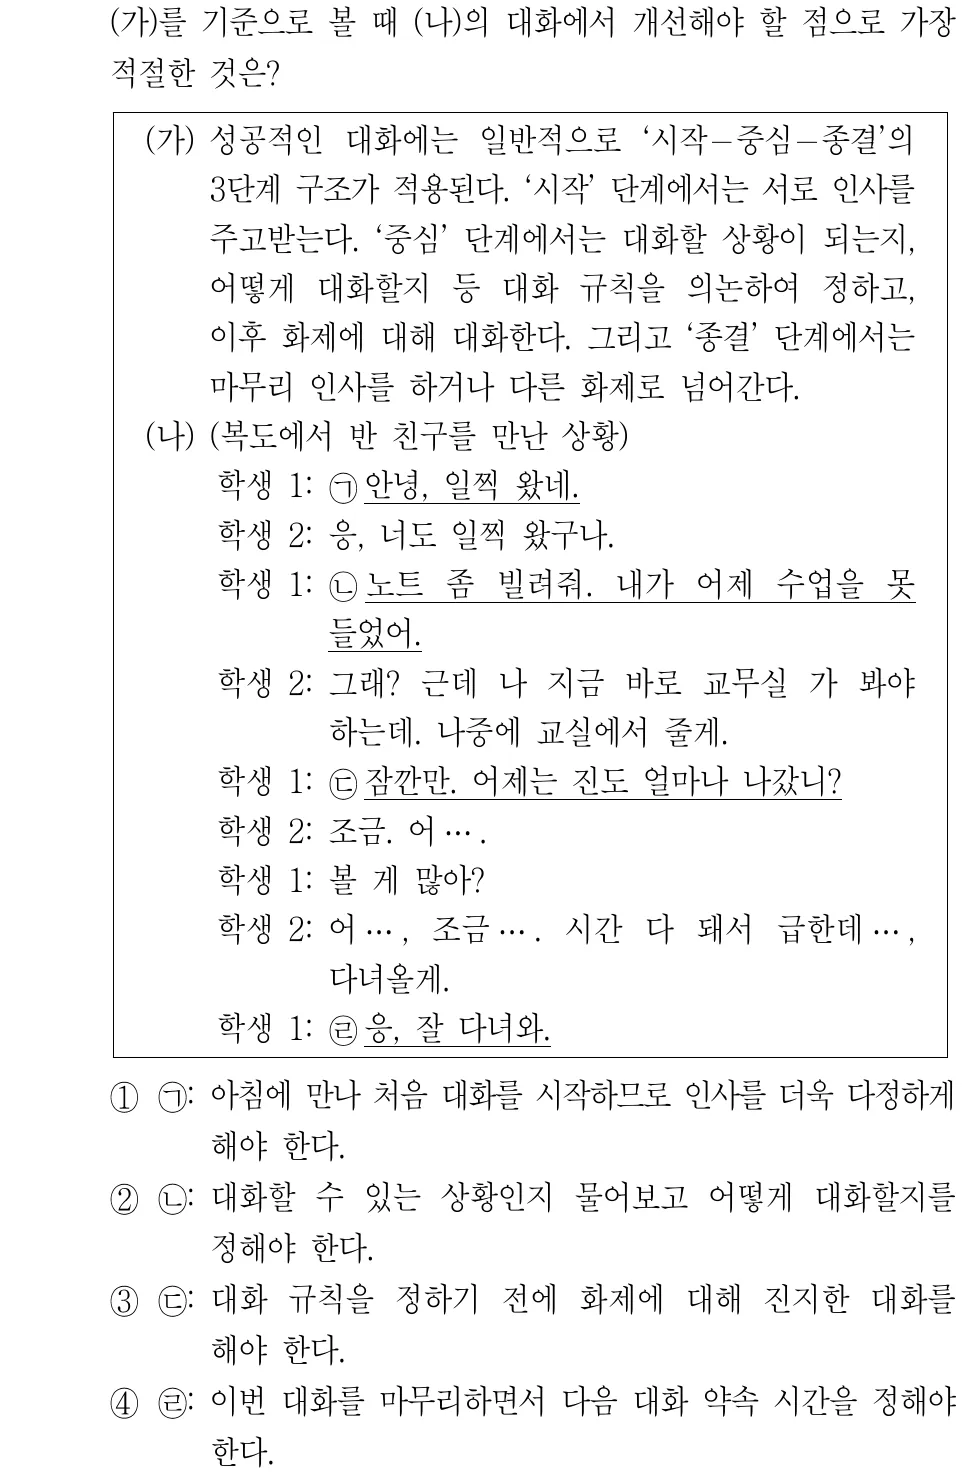 (가)를 기준으로 볼 때 (나)의 대화에서 개선해야 할 점으로 가장
적절한 것은?
(가) 성공적인 대화에는 일반적으로 ‘시작–중심–종결’의
3단계 구조가 적용된다. ‘시작’ 단계에서는 서로 인사를
주고받는다. ‘중심’ 단계에서는 대화할 상황이 되는지,
어떻게 대화할지 등 대화 규칙을 의논하여 정하고,
이후 화제에 대해 대화한다. 그리고 ‘종결’ 단계에서는
마무리 인사를 하거나 다른 화제로 넘어간다.
(나) (복도에서 반 친구를 만난 상황)
학생 1: ㉠ 안녕, 일찍 왔네.
학생 2: 응, 너도 일찍 왔구나.
학생 1: ㉡ 노트 좀 빌려줘. 내가 어제 수업을 못
들었어.
학생 2: 그래? 근데 나 지금 바로 교무실 가 봐야
하는데. 나중에 교실에서 줄게.
학생 1: ㉢ 잠깐만. 어제는 진도 얼마나 나갔니?
학생 2: 조금. 어 ….
학생 1: 볼 게 많아?
학생 2: 어 …, 조금 …. 시간 다 돼서 급한데 …,
다녀올게.
학생 1: ㉣ 응, 잘 다녀와.
① ㉠: 아침에 만나 처음 대화를 시작하므로 인사를 더욱 다정하게
해야 한다.
② ㉡: 대화할 수 있는 상황인지 물어보고 어떻게 대화할지를
정해야 한다.
③ ㉢: 대화 규칙을 정하기 전에 화제에 대해 진지한 대화를
해야 한다.
④ ㉣: 이번 대화를 마무리하면서 다음 대화 약속 시간을 정해야
한다.